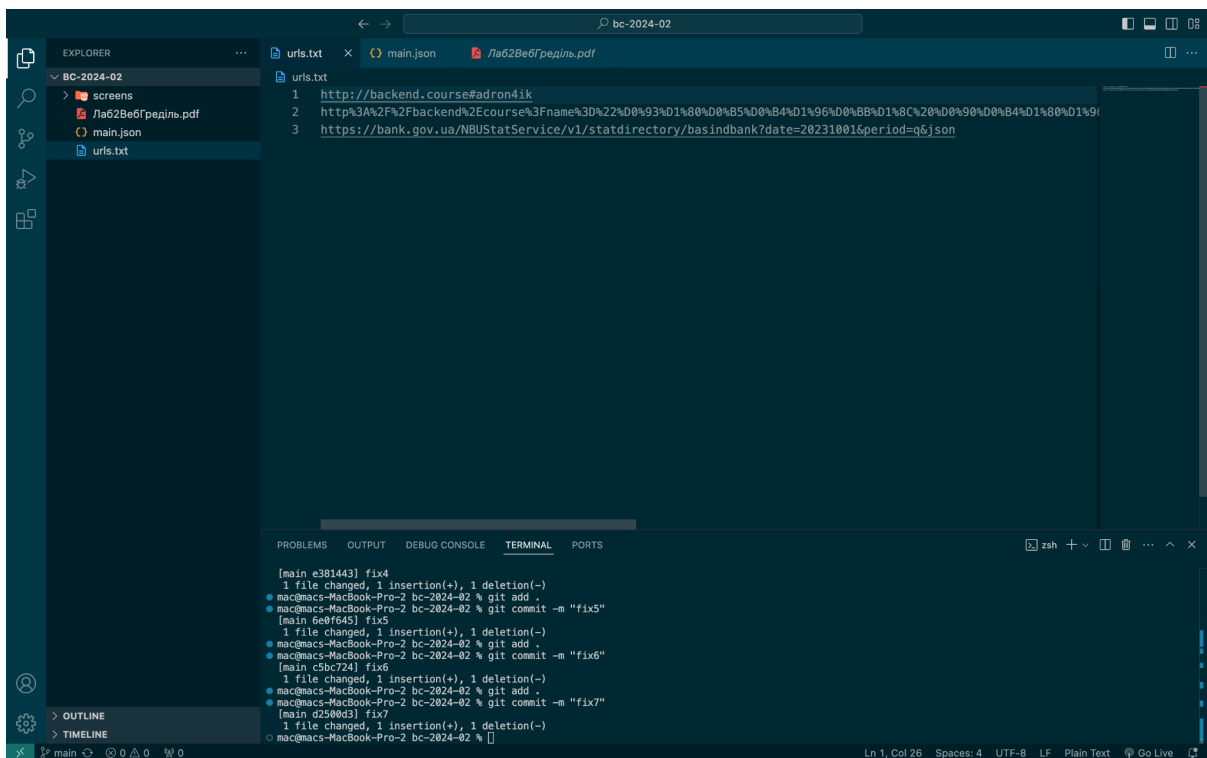 bc-2024-02
EXPLORER
urls.txt
main.json
Лаб2ВебГреділь.pdf
BC-2024-02
urls.txt
screens
1 http://backend.course#adron4ik
Лаб2ВебГреділь.pdf
2 http%3A%2F%2Fbackend%2Ecourse%3Fname%3D%22%D0%93%D1%80%D0%B5%D0%B4%D1%96%D0%BB%D1%8C%20%D0%90%D0%B4%D1%80%D1%96
main.json
3 https://bank.gov.ua/NBUStatService/v1/statdirectory/basindbank?date=20231001&period=q&json
urls.txt
PROBLEMS OUTPUT DEBUG CONSOLE TERMINAL PORTS
zsh
[main e381443] fix4
1 file changed, 1 insertion(+), 1 deletion(-)
mac@macs-MacBook-Pro-2 bc-2024-02 % git add .
mac@macs-MacBook-Pro-2 bc-2024-02 % git commit -m "fix5"
[main 6e0f645] fix5
1 file changed, 1 insertion(+), 1 deletion(-)
mac@macs-MacBook-Pro-2 bc-2024-02 % git add .
mac@macs-MacBook-Pro-2 bc-2024-02 % git commit -m "fix6"
[main c5bc724] fix6
1 file changed, 1 insertion(+), 1 deletion(-)
mac@macs-MacBook-Pro-2 bc-2024-02 % git add .
mac@macs-MacBook-Pro-2 bc-2024-02 % git commit -m "fix7"
[main d2500d3] fix7
1 file changed, 1 insertion(+), 1 deletion(-)
mac@macs-MacBook-Pro-2 bc-2024-02 %
OUTLINE
TIMELINE
main 0 0 0 Ln 1, Col 26 Spaces: 4 UTF-8 LF Plain Text Go Live